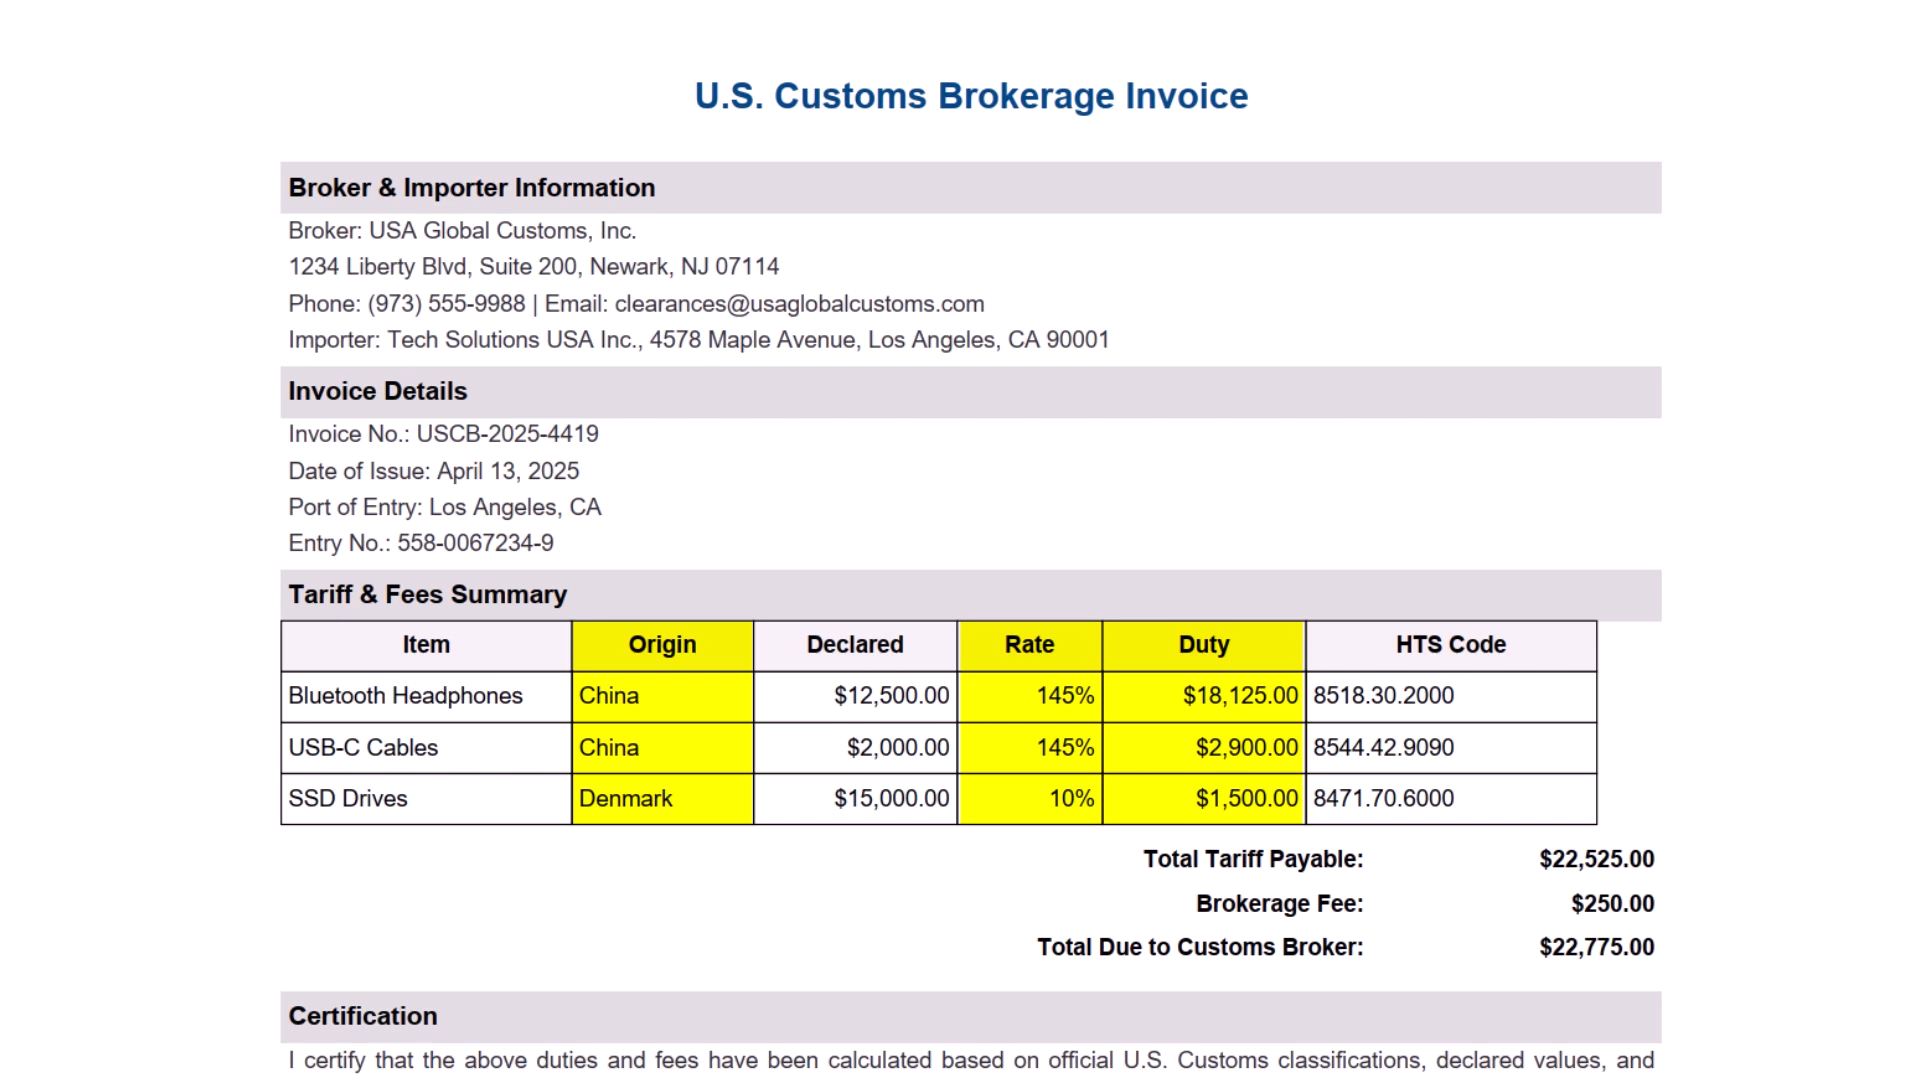 U.S. Customs Brokerage Invoice
Broker & Importer Information
Broker: USA Global Customs, Inc.
1234 Liberty Blvd, Suite 200, Newark, NJ 07114
Phone: (973) 555-9988 | Email: clearances@usaglobalcustoms.com
Importer: Tech Solutions USA Inc., 4578 Maple Avenue, Los Angeles, CA 90001
Invoice Details
Invoice No.: USCB-2025-4419
Date of Issue: April 13, 2025
Port of Entry: Los Angeles, CA
Entry No.: 558-0067234-9
Tariff & Fees Summary
Item Origin Declared Rate Duty HTS Code
Bluetooth Headphones China $12,500.00 145% $18,125.00 8518.30.2000
USB-C Cables China $2,000.00 145% $2,900.00 8544.42.9090
SSD Drives Denmark $15,000.00 10% $1,500.00 8471.70.6000
Total Tariff Payable: $22,525.00
Brokerage Fee: $250.00
Total Due to Customs Broker: $22,775.00
Certification
I certify that the above duties and fees have been calculated based on official U.S. Customs classifications, declared values, and